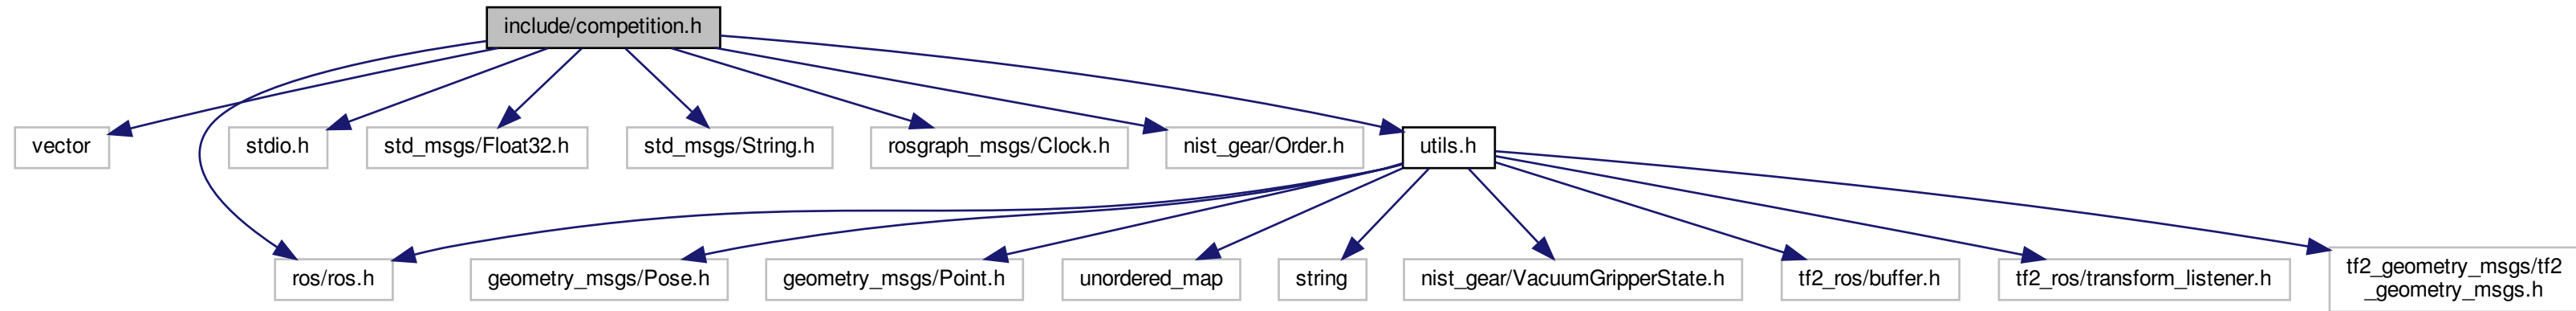 include/competition.h
vector
stdio.h
std_msgs/Float32.h
std_msgs/String.h
rosgraph_msgs/Clock.h
nist_gear/Order.h
utils.h
ros/ros.h
geometry_msgs/Pose.h
geometry_msgs/Point.h
unordered_map
string
nist_gear/VacuumGripperState.h
tf2_ros/buffer.h
tf2_ros/transform_listener.h
tf2_geometry_msgs/tf2
_geometry_msgs.h